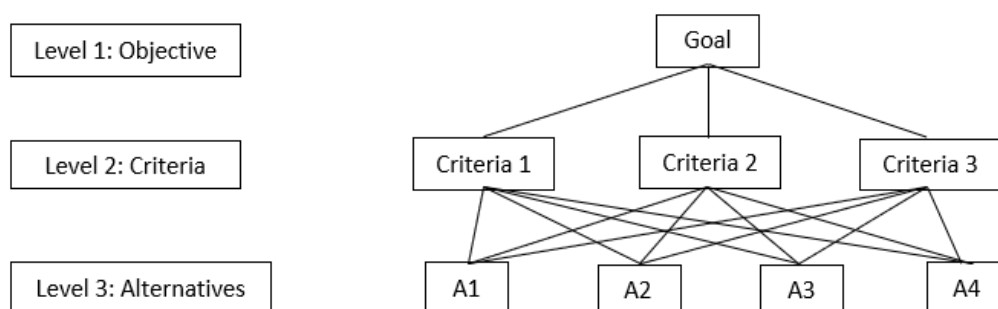 Level 1: Objective
Goal
Level 2: Criteria
Criteria 1
Criteria 2
Criteria 3
Level 3: Alternatives
A1
A2
A3
A4